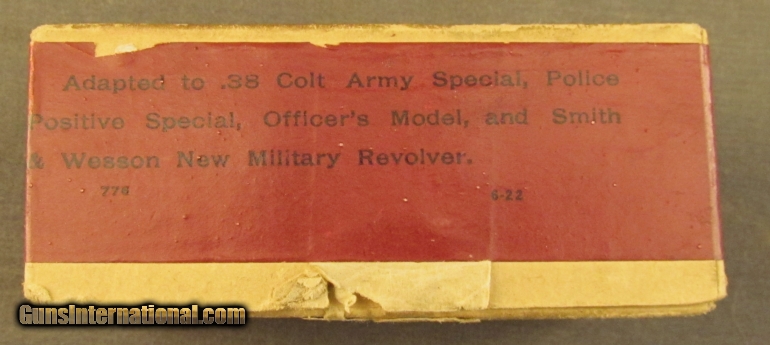 Adapted to .38 Colt Army Special, Police
Positive Special, Officer's Model, and Smith
& Wesson New Military Revolver.
776 6-22
GunsInternational.com